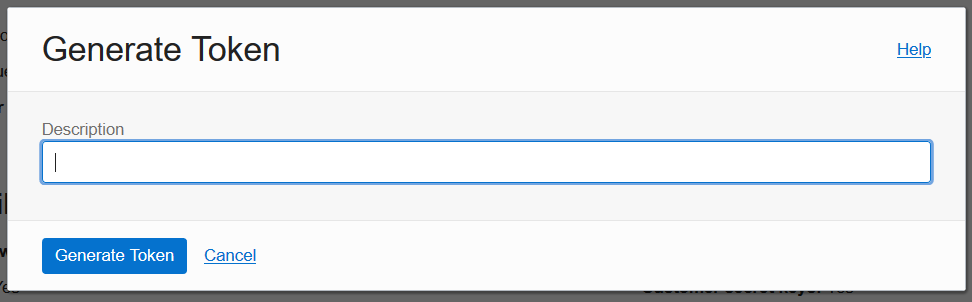 Generate Token
Help
Description
Generate Token
Cancel